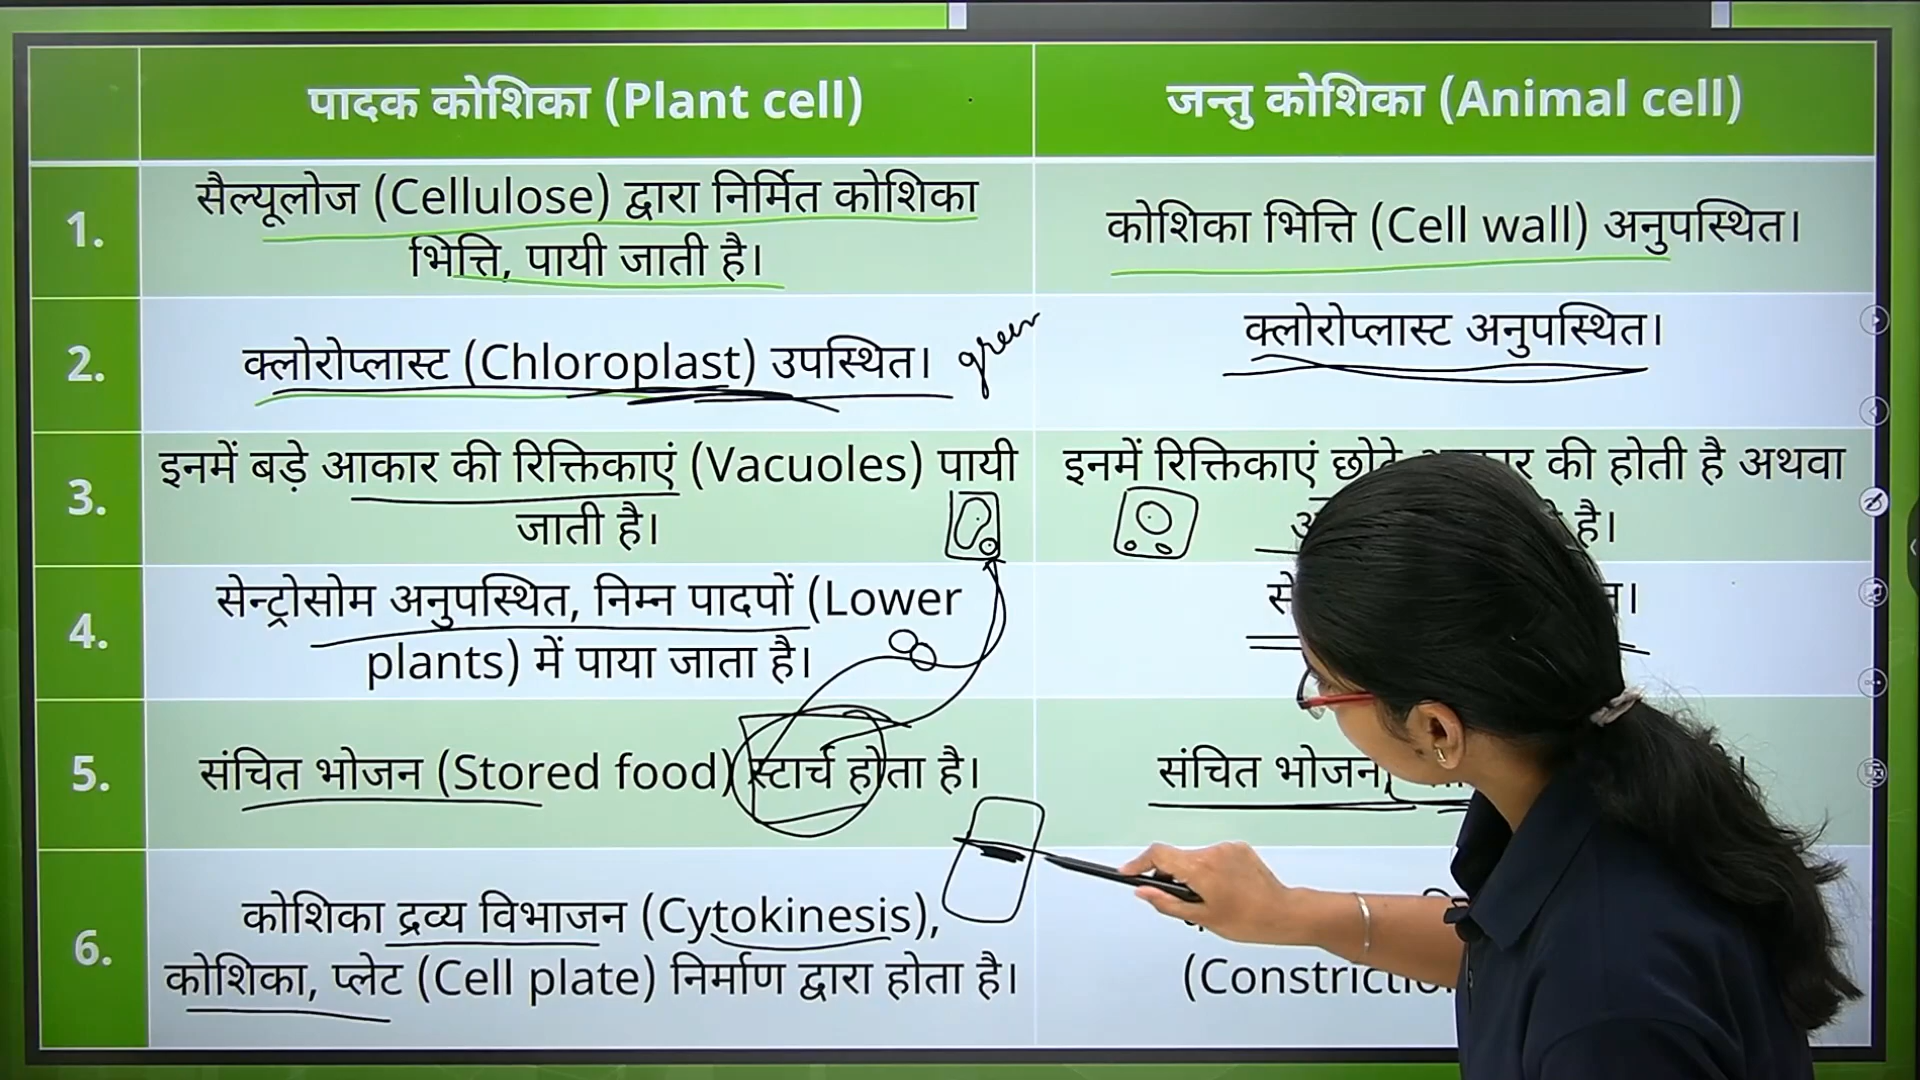 पादक कोशिका (Plant cell)
जन्तु कोशिका (Animal cell)
1.
सैल्यूलोज (Cellulose) द्वारा निर्मित कोशिका
भित्ति, पायी जाती है।
कोशिका भित्ति (Cell wall) अनुपस्थित।
2.
क्लोरोप्लास्ट (Chloroplast) उपस्थित।
green
क्लोरोप्लास्ट अनुपस्थित।
3.
इनमें बड़े आकार की रिक्तिकाएं (Vacuoles) पायी
जाती है।
इनमें रिक्तिकाएं छोटे की होती है अथवा
है।
4.
सेन्ट्रोसोम अनुपस्थित, निम्न पादपों (Lower
plants) में पाया जाता है।
5.
संचित भोजन (Stored food) स्टार्च होता है।
संचित भोजन,
6.
कोशिका द्रव्य विभाजन (Cytokinesis),
कोशिका, प्लेट (Cell plate) निर्माण द्वारा होता है।